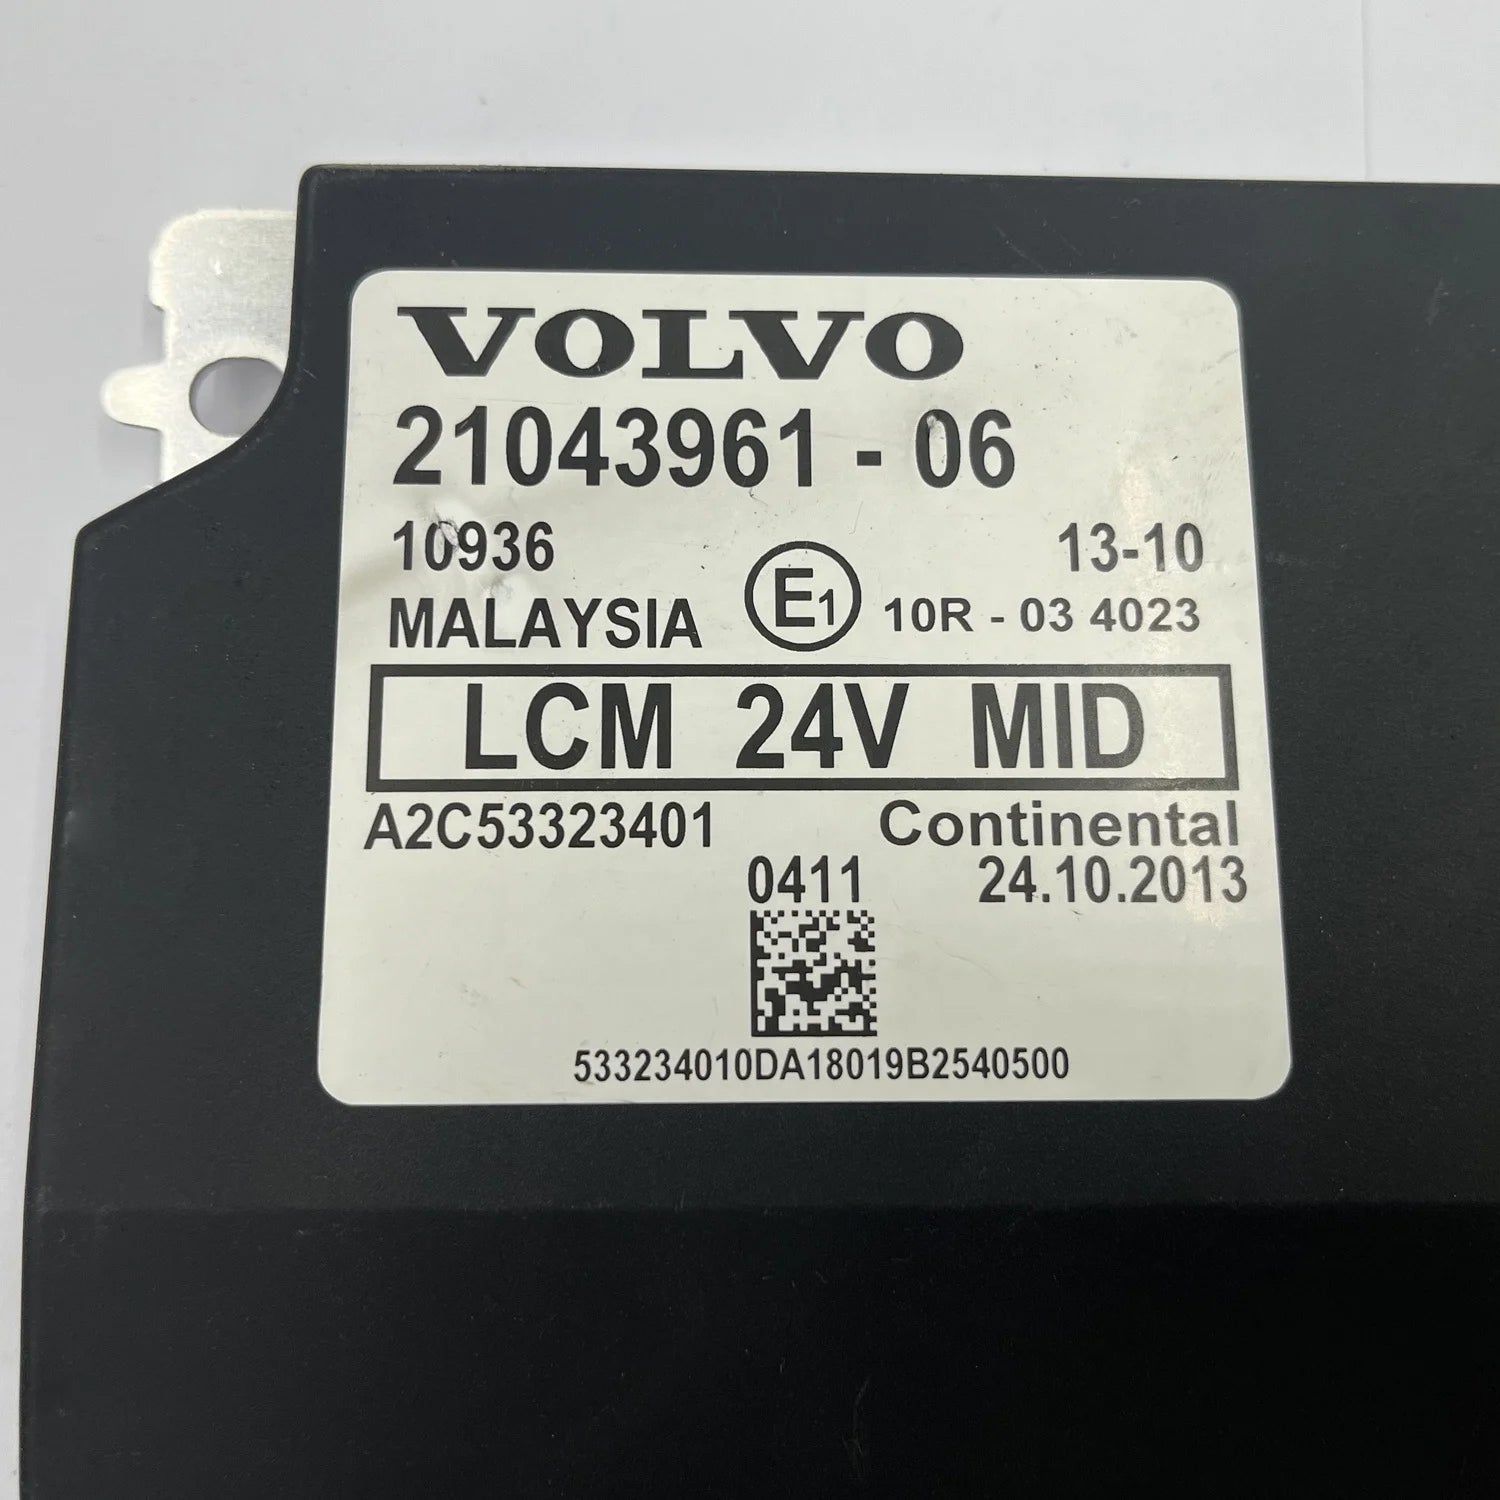 VOLVO
21043961 - 06
10936 13-10
MALAYSIA E1 10R - 03 4023
LCM 24V MID
A2C53323401 Continental
0411 24.10.2013
533234010DA18019B2540500